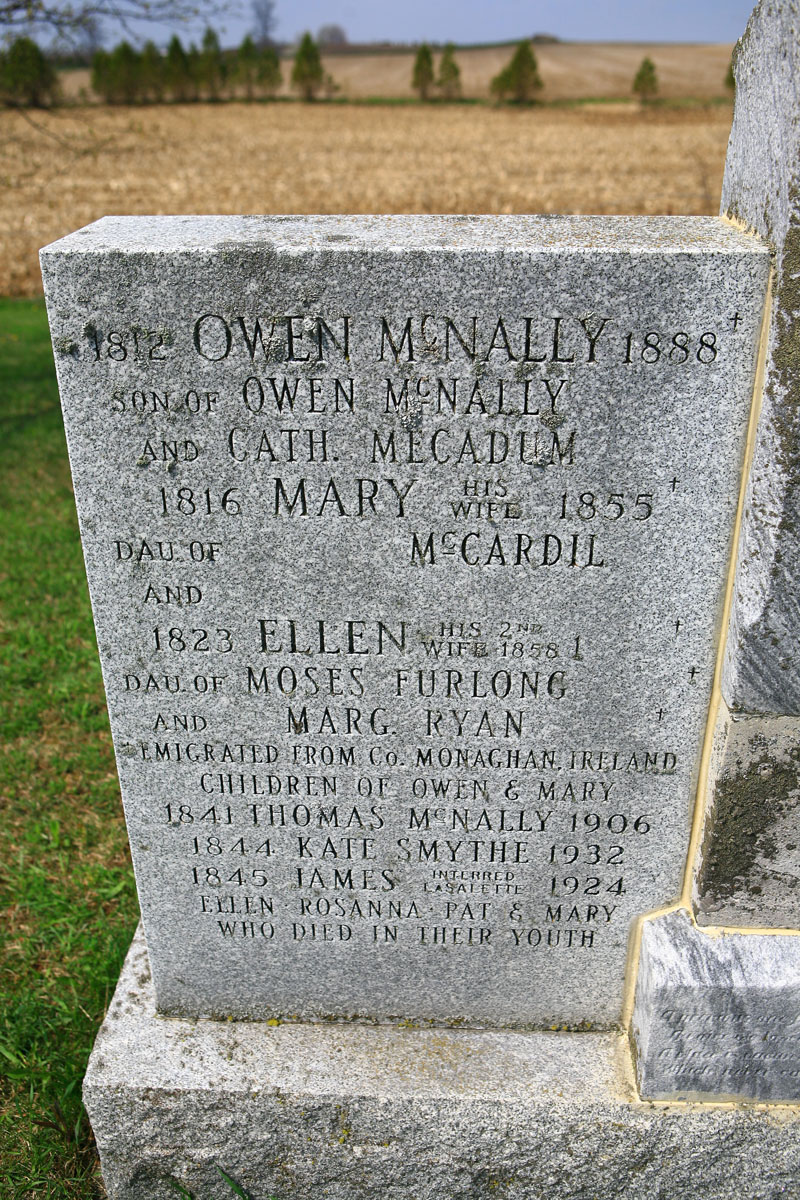 1812 OWEN McNALLY 1888 †
SON OF OWEN McNALLY
AND CATH. MECADUM
1816 MARY HIS WIFE 1855 †
DAU. OF McCARDIL
AND
1823 ELLEN HIS 2ND WIFE 1858 †
DAU. OF MOSES FURLONG †
AND MARG. RYAN †
EMIGRATED FROM CO. MONAGHAN, IRELAND
CHILDREN OF OWEN & MARY
1841 THOMAS McNALLY 1906
1844 KATE SMYTHE 1932
1845 JAMES INTERRED LASALETTE 1924
ELLEN · ROSANNA · PAT & MARY
WHO DIED IN THEIR YOUTH